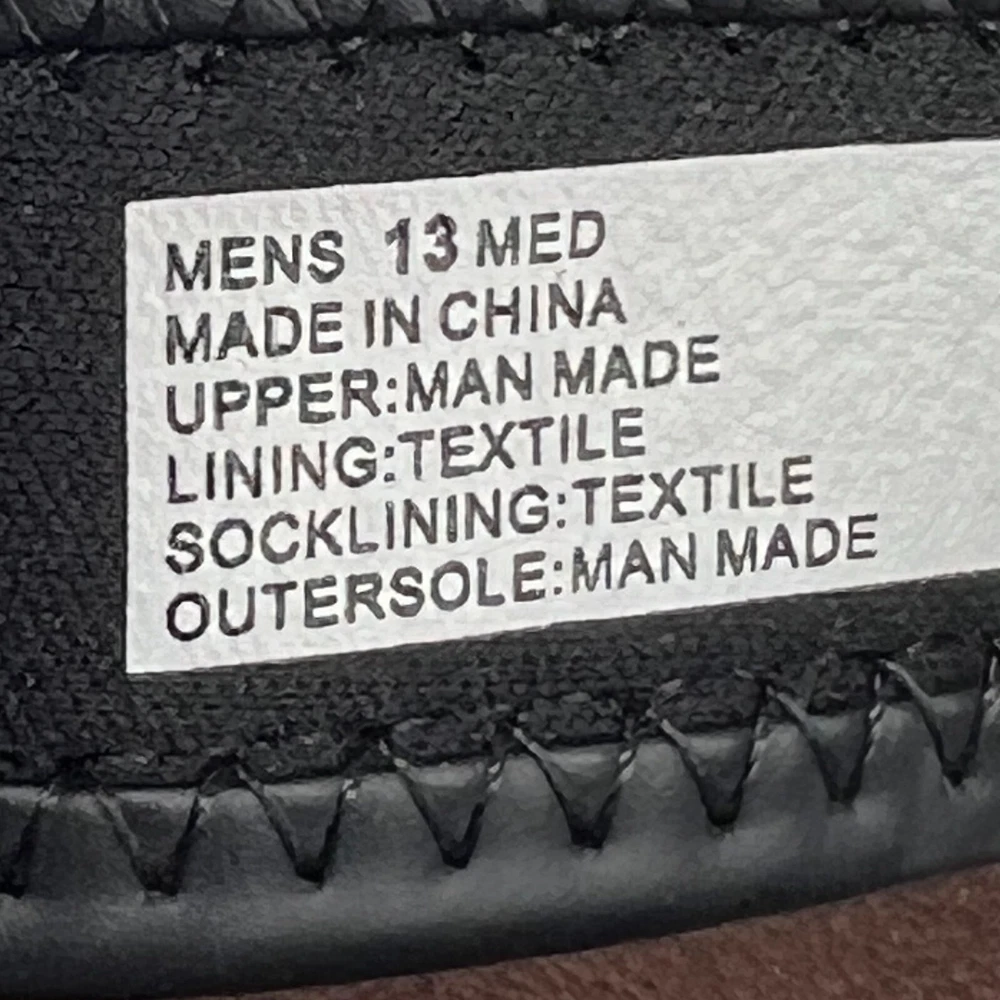 MENS 13 MED
MADE IN CHINA
UPPER:MAN MADE
LINING:TEXTILE
SOCKLINING:TEXTILE
OUTERSOLE:MAN MADE